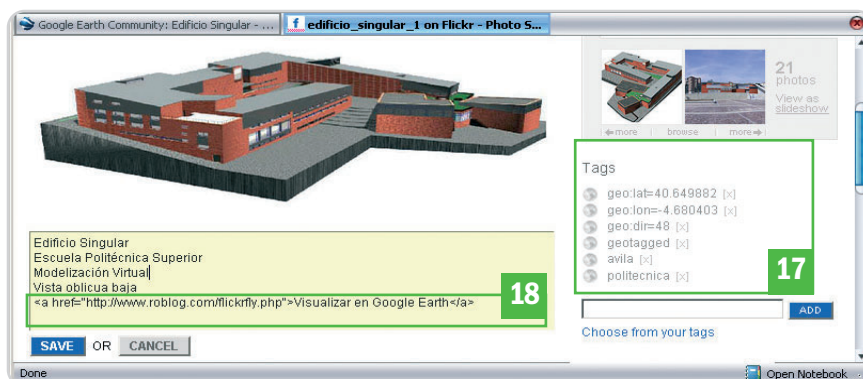 Google Earth Community: Edificio Singular - ...
edificio_singular_1 on Flickr - Photo S...
21
photos
View as
slideshow
more | browse | more
Tags
geo:lat=40.649882 [x]
geo:lon=-4.680403 [x]
geo:dir=48 [x]
geotagged [x]
avila [x]
politecnica [x]
17
ADD
Choose from your tags
Edificio Singular
Escuela Politécnica Superior
Modelización Virtual
Vista oblicua baja
<a href="http://www.roblog.com/flickrfly.php">Visualizar en Google Earth</a>
18
SAVE OR CANCEL
Done
Open Notebook